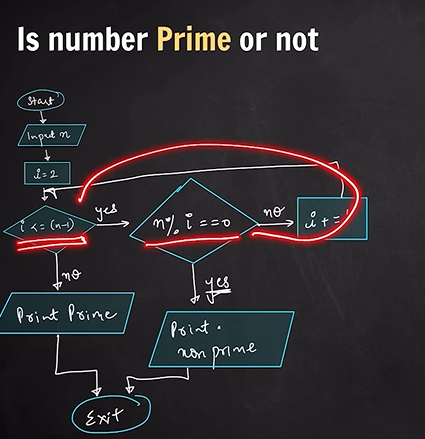 Is number Prime or not
Start
Input n
i=2
i <= (n-1)
yes
n% i ==0
no
i + = 1
no
yes
Print Prime
Print
non prime
Exit